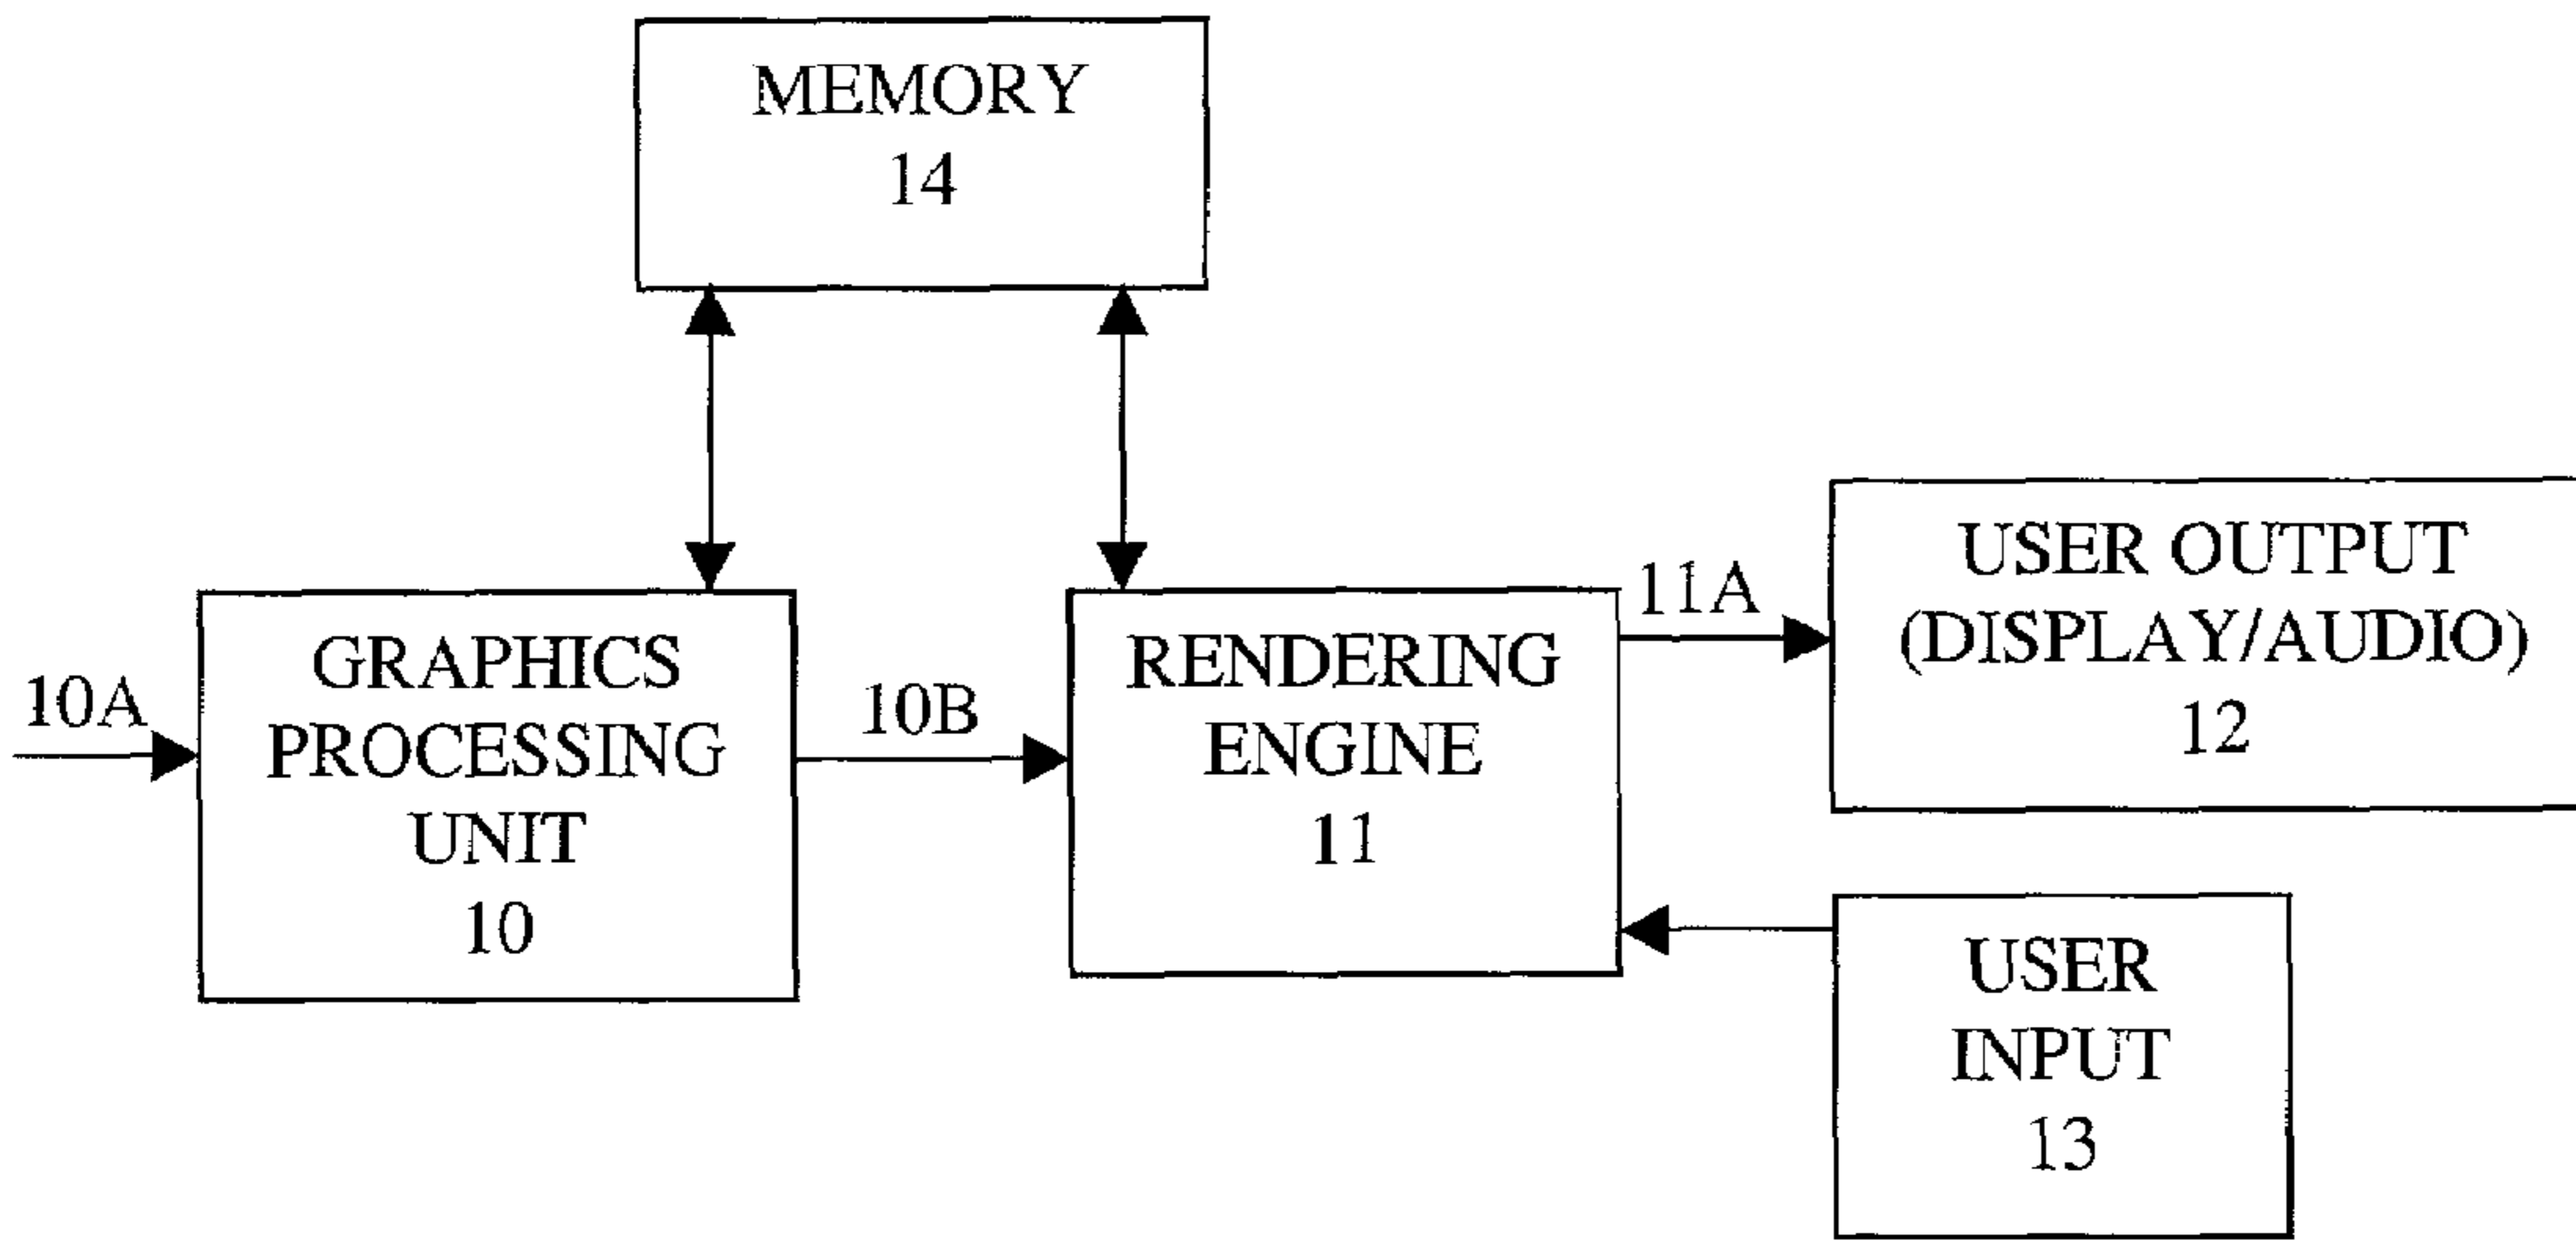 MEMORY
14
10A
GRAPHICS
PROCESSING
UNIT
10
10B
RENDERING
ENGINE
11
11A
USER OUTPUT
(DISPLAY/AUDIO)
12
USER
INPUT
13